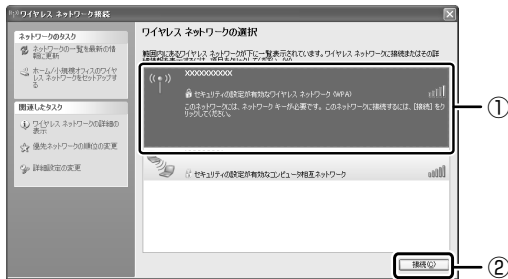 ワイヤレス ネットワーク接続
ネットワークのタスク
ネットワークの一覧を最新の情
報に更新
ホーム/小規模オフィスのワイヤ
レス ネットワークをセットアップす
る
関連したタスク
ワイヤレス ネットワークの詳細の
表示
優先ネットワークの順位の変更
詳細設定の変更
ワイヤレス ネットワークの選択
範囲内にあるワイヤレス ネットワークが下に一覧表示されています。ワイヤレス ネットワークに接続またはその詳
XXXXXXXXXX
セキュリティの設定が有効なワイヤレス ネットワーク (WPA)
このネットワークには、ネットワーク キーが必要です。このネットワークに接続するには、[接続] をク
リックしてください。
セキュリティの設定が有効なコンピュータ相互ネットワーク
接続(C)
①
②